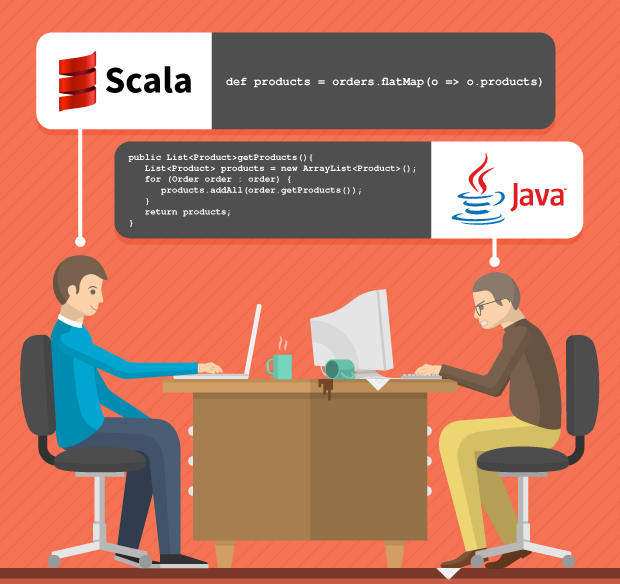 Scala
def products = orders.flatMap(o => o.products)
public List<Product>getProducts(){
List<Product> products = new ArrayList<Product>();
for (Order order : order) {
products.addAll(order.getProducts());
}
return products;
}
Java™